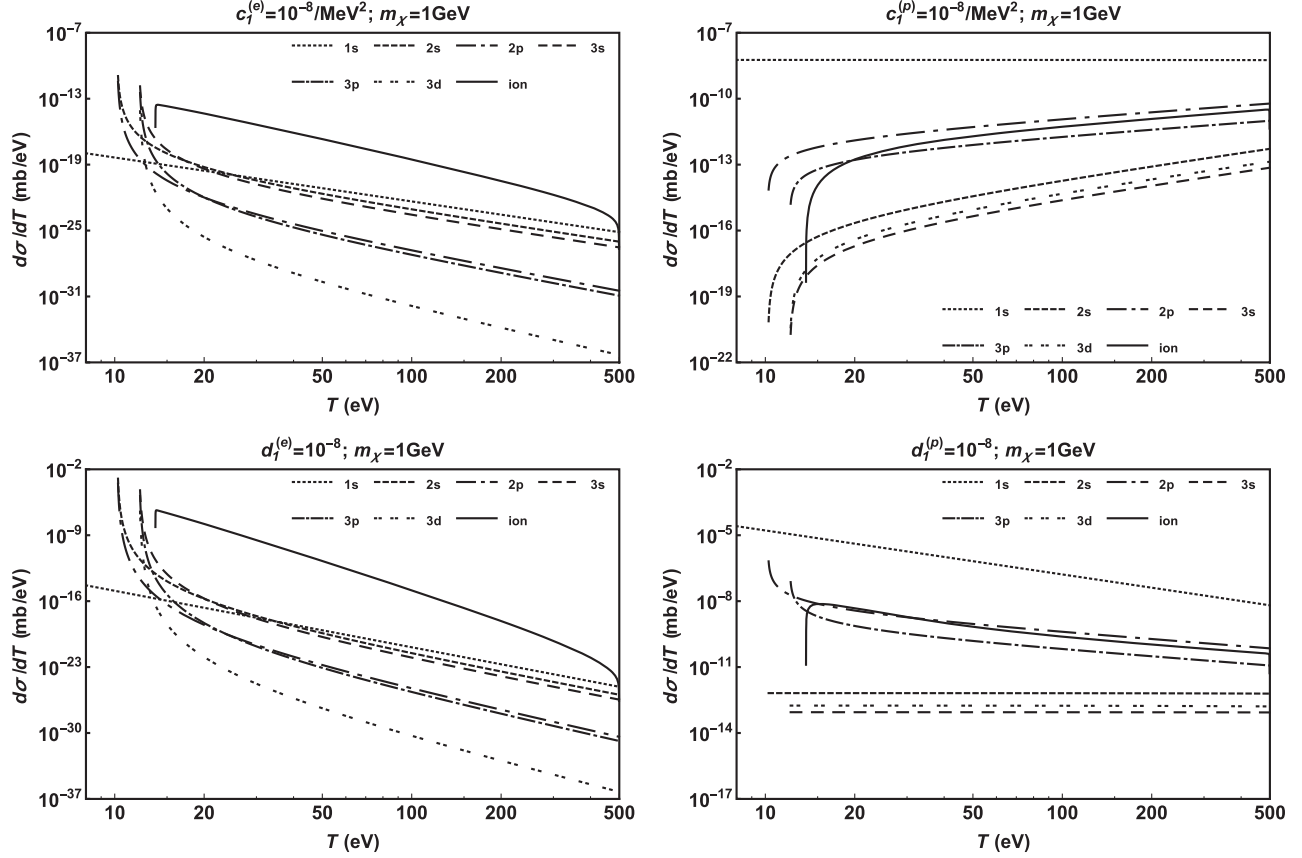 c₁⁽ᵉ⁾=10⁻⁸/MeV²; mᵪ=1GeV
10⁻⁷
10⁻¹³
10⁻¹⁹
10⁻²⁵
10⁻³¹
10⁻³⁷
dσ/dT (mb/eV)
1s 2s 2p 3s
3p 3d ion
10 20 50 100 200 500
T (eV)
c₁⁽ᵖ⁾=10⁻⁸/MeV²; mᵪ=1GeV
10⁻⁷
10⁻¹⁰
10⁻¹³
10⁻¹⁶
10⁻¹⁹
10⁻²²
dσ/dT (mb/eV)
1s 2s 2p 3s
3p 3d ion
10 20 50 100 200 500
T (eV)
d₁⁽ᵉ⁾=10⁻⁸; mᵪ=1GeV
10⁻²
10⁻⁹
10⁻¹⁶
10⁻²³
10⁻³⁰
10⁻³⁷
dσ/dT (mb/eV)
1s 2s 2p 3s
3p 3d ion
10 20 50 100 200 500
T (eV)
d₁⁽ᵖ⁾=10⁻⁸; mᵪ=1GeV
10⁻²
10⁻⁵
10⁻⁸
10⁻¹¹
10⁻¹⁴
10⁻¹⁷
dσ/dT (mb/eV)
1s 2s 2p 3s
3p 3d ion
10 20 50 100 200 500
T (eV)